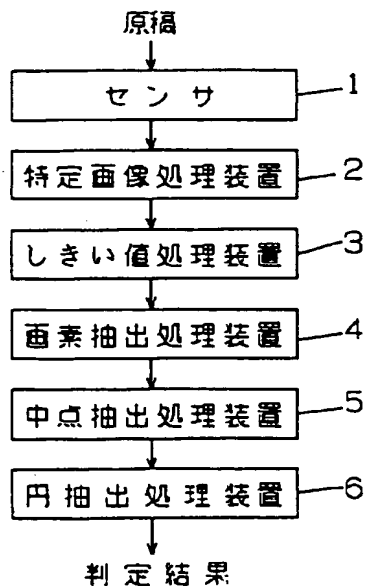 原稿
センサ 1
特定画像処理装置 2
しきい値処理装置 3
画素抽出処理装置 4
中点抽出処理装置 5
円抽出処理装置 6
判定結果